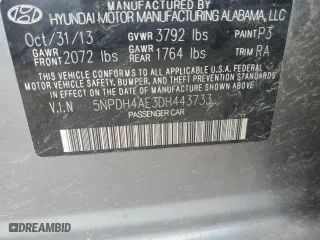 MANUFACTURED BY
HYUNDAI MOTOR MANUFACTURING ALABAMA, LLC
Oct/31/13 GVWR 3792 lbs PAINT P3
GAWR FRONT 2072 lbs GAWR REAR 1764 lbs TRIM RA
THIS VEHICLE CONFORMS TO ALL APPLICABLE FEDERAL MOTOR
VEHICLE SAFETY, BUMPER, AND THEFT PREVENTION STANDARDS
IN EFFECT ON THE DATE OF MANUFACTURE SHOWN ABOVE.
V.I.N 5NPDH4AE3DH443733
PASSENGER CAR
© DREAMBID.COM